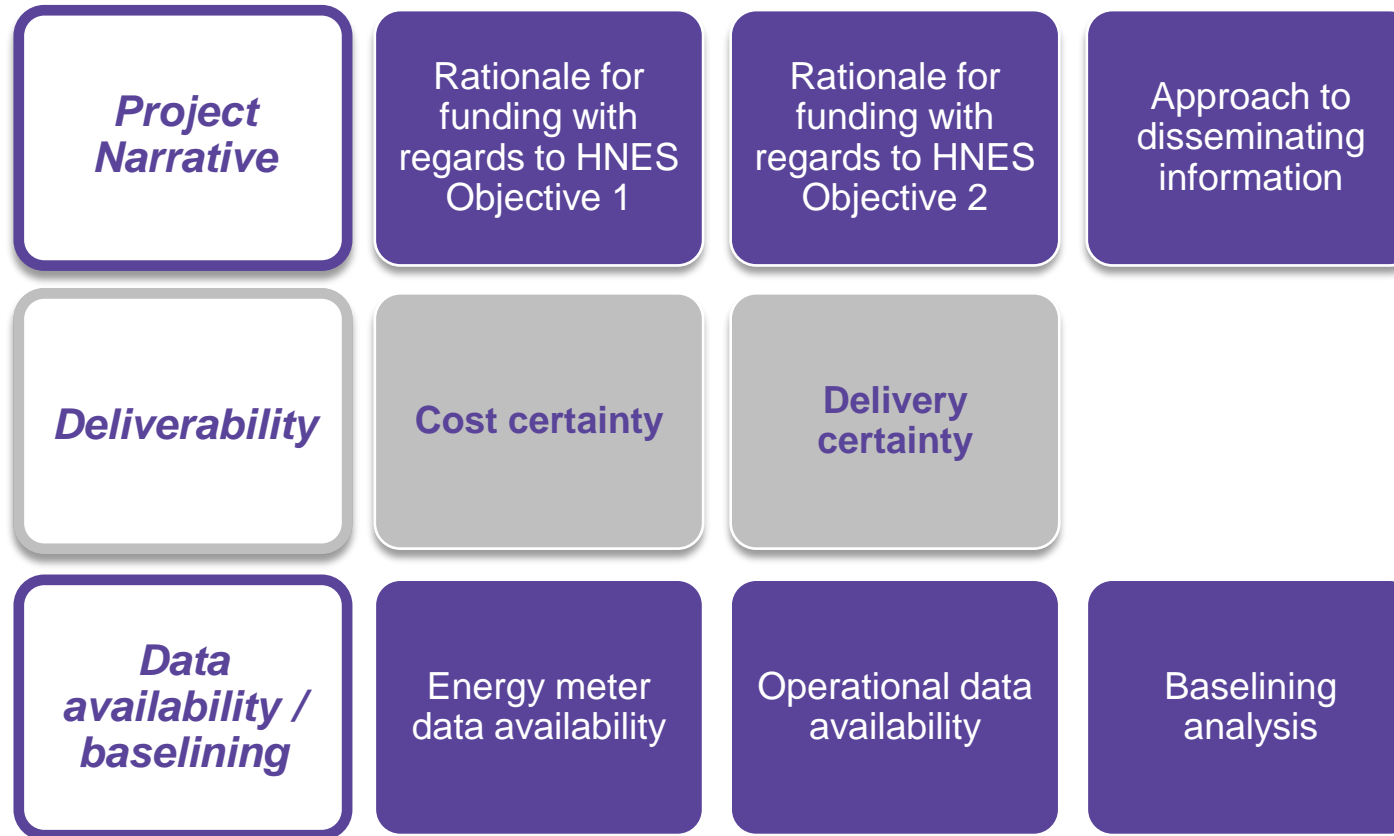 Project
Narrative
Rationale for
funding with
regards to HNES
Objective 1
Rationale for
funding with
regards to HNES
Objective 2
Approach to
disseminating
information
Deliverability
Cost certainty
Delivery
certainty
Data
availability /
baselining
Energy meter
data availability
Operational data
availability
Baselining
analysis